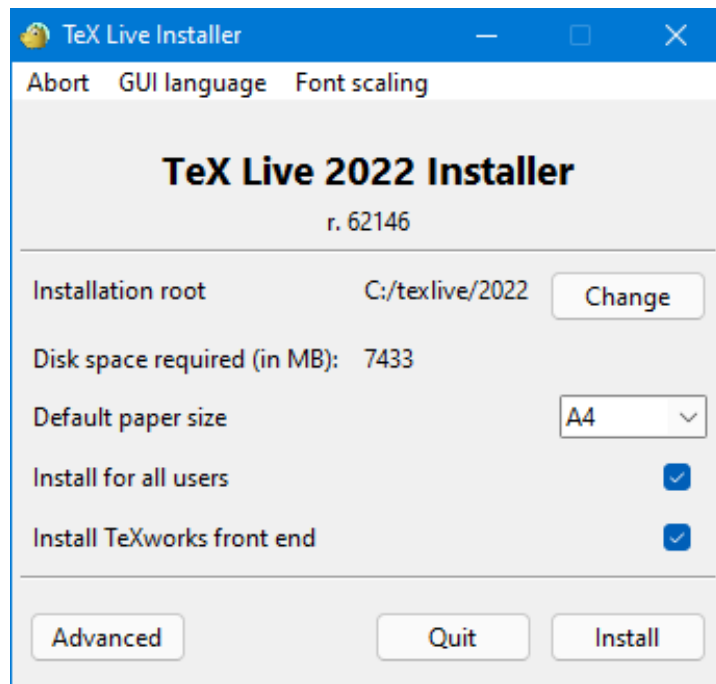 TeX Live Installer
Abort GUI language Font scaling
TeX Live 2022 Installer
r. 62146
Installation root C:/texlive/2022 Change
Disk space required (in MB): 7433
Default paper size A4
Install for all users
Install TeXworks front end
Advanced Quit Install